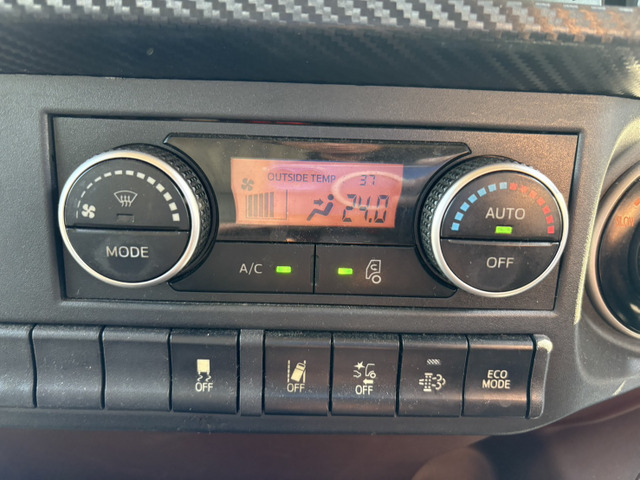 OUTSIDE TEMP 37
24.0
AUTO
MODE
A/C
OFF
OFF
OFF
OFF
ECO
MODE